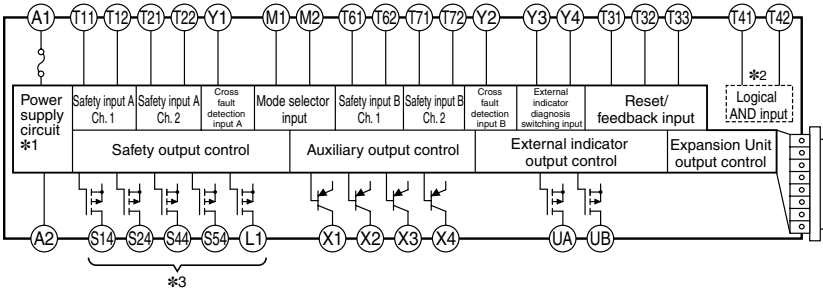 A1 T11 T12 T21 T22 Y1 M1 M2 T61 T62 T71 T72 Y2 Y3 Y4 T31 T32 T33 T41 T42
*2
Power
supply
circuit
*1
Safety input A
Ch. 1
Safety input A
Ch. 2
Cross
fault
detection
input A
Mode selector
input
Safety input B
Ch. 1
Safety input B
Ch. 2
Cross
fault
detection
input B
External
indicator
diagnosis
switching input
Reset/
feedback input
Logical
AND input
Safety output control
Auxiliary output control
External indicator
output control
Expansion Unit
output control
A2 S14 S24 S44 S54 L1 X1 X2 X3 X4 UA UB
*3